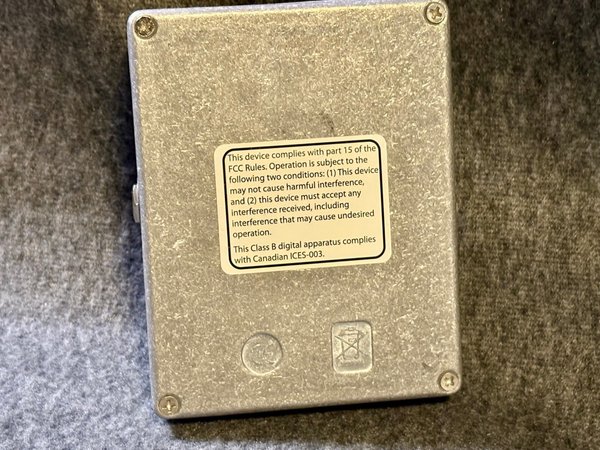 This device complies with part 15 of the
FCC Rules. Operation is subject to the
following two conditions: (1) This device
may not cause harmful interference,
and (2) this device must accept any
interference received, including
interference that may cause undesired
operation.
This Class B digital apparatus complies
with Canadian ICES-003.